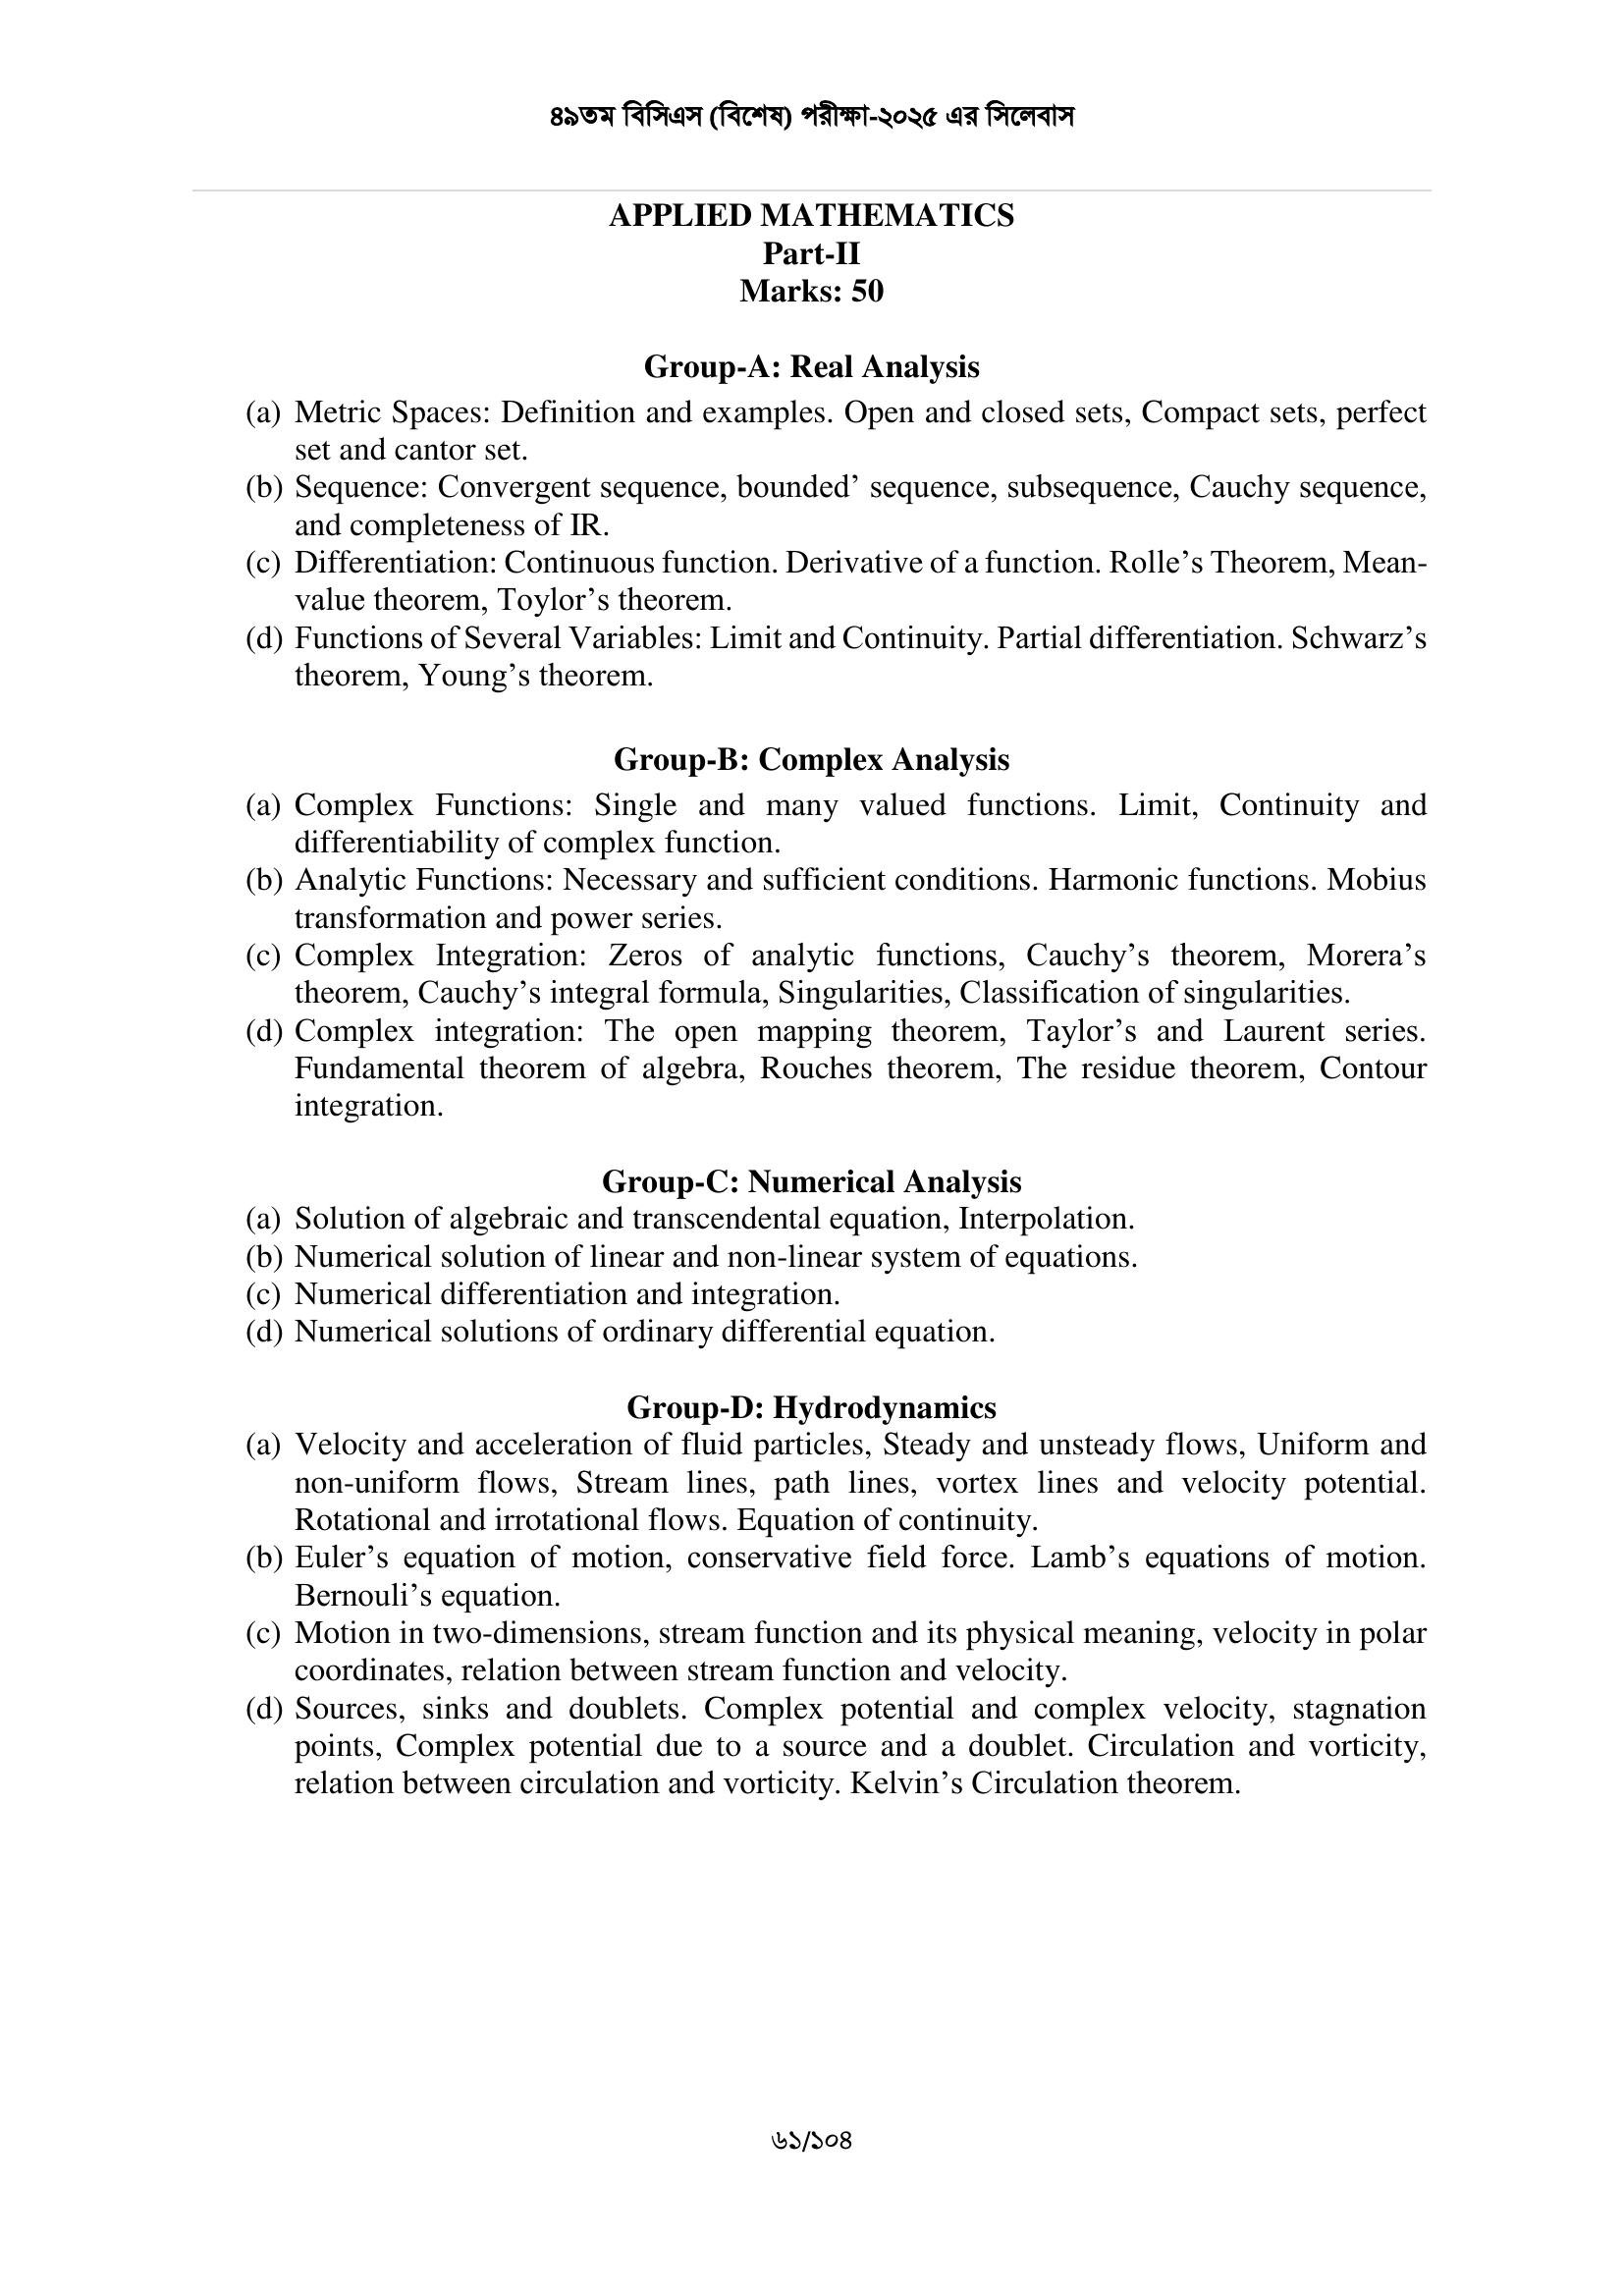 ৪৯তম বিসিএস (বিশেষ) পরীক্ষা-২০২৫ এর সিলেবাস
APPLIED MATHEMATICS
Part-II
Marks: 50
Group-A: Real Analysis
(a) Metric Spaces: Definition and examples. Open and closed sets, Compact sets, perfect
set and cantor set.
(b) Sequence: Convergent sequence, bounded’ sequence, subsequence, Cauchy sequence,
and completeness of IR.
(c) Differentiation: Continuous function. Derivative of a function. Rolle’s Theorem, Mean-
value theorem, Toylor’s theorem.
(d) Functions of Several Variables: Limit and Continuity. Partial differentiation. Schwarz’s
theorem, Young’s theorem.
Group-B: Complex Analysis
(a) Complex Functions: Single and many valued functions. Limit, Continuity and
differentiability of complex function.
(b) Analytic Functions: Necessary and sufficient conditions. Harmonic functions. Mobius
transformation and power series.
(c) Complex Integration: Zeros of analytic functions, Cauchy’s theorem, Morera’s
theorem, Cauchy’s integral formula, Singularities, Classification of singularities.
(d) Complex integration: The open mapping theorem, Taylor’s and Laurent series.
Fundamental theorem of algebra, Rouches theorem, The residue theorem, Contour
integration.
Group-C: Numerical Analysis
(a) Solution of algebraic and transcendental equation, Interpolation.
(b) Numerical solution of linear and non-linear system of equations.
(c) Numerical differentiation and integration.
(d) Numerical solutions of ordinary differential equation.
Group-D: Hydrodynamics
(a) Velocity and acceleration of fluid particles, Steady and unsteady flows, Uniform and
non-uniform flows, Stream lines, path lines, vortex lines and velocity potential.
Rotational and irrotational flows. Equation of continuity.
(b) Euler’s equation of motion, conservative field force. Lamb’s equations of motion.
Bernouli’s equation.
(c) Motion in two-dimensions, stream function and its physical meaning, velocity in polar
coordinates, relation between stream function and velocity.
(d) Sources, sinks and doublets. Complex potential and complex velocity, stagnation
points, Complex potential due to a source and a doublet. Circulation and vorticity,
relation between circulation and vorticity. Kelvin’s Circulation theorem.
৬১/১০৪